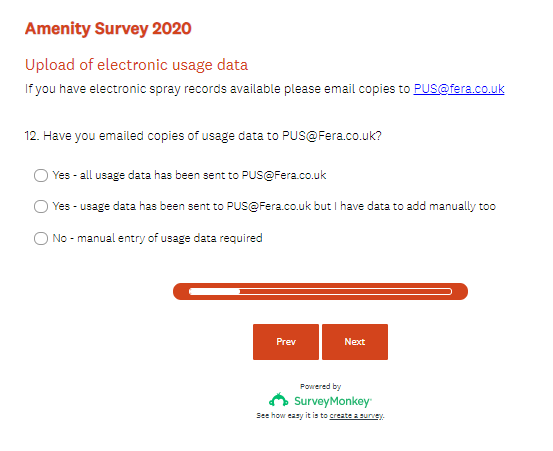 Amenity Survey 2020
Upload of electronic usage data
If you have electronic spray records available please email copies to PUS@fera.co.uk
12. Have you emailed copies of usage data to PUS@Fera.co.uk?
Yes - all usage data has been sent to PUS@Fera.co.uk
Yes - usage data has been sent to PUS@Fera.co.uk but I have data to add manually too
No - manual entry of usage data required
Prev Next
Powered by
SurveyMonkey
See how easy it is to create a survey.